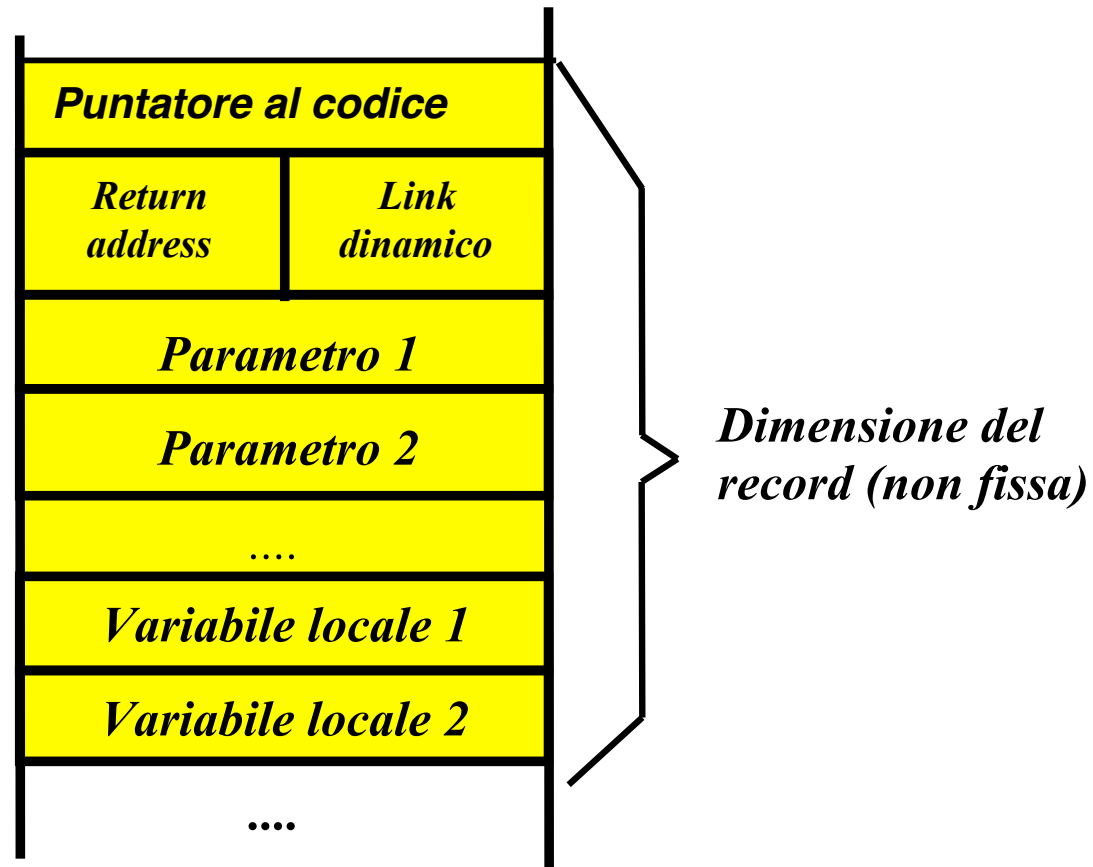 Puntatore al codice
Return
address
Link
dinamico
Parametro 1
Parametro 2
....
Variabile locale 1
Variabile locale 2
....
Dimensione del
record (non fissa)